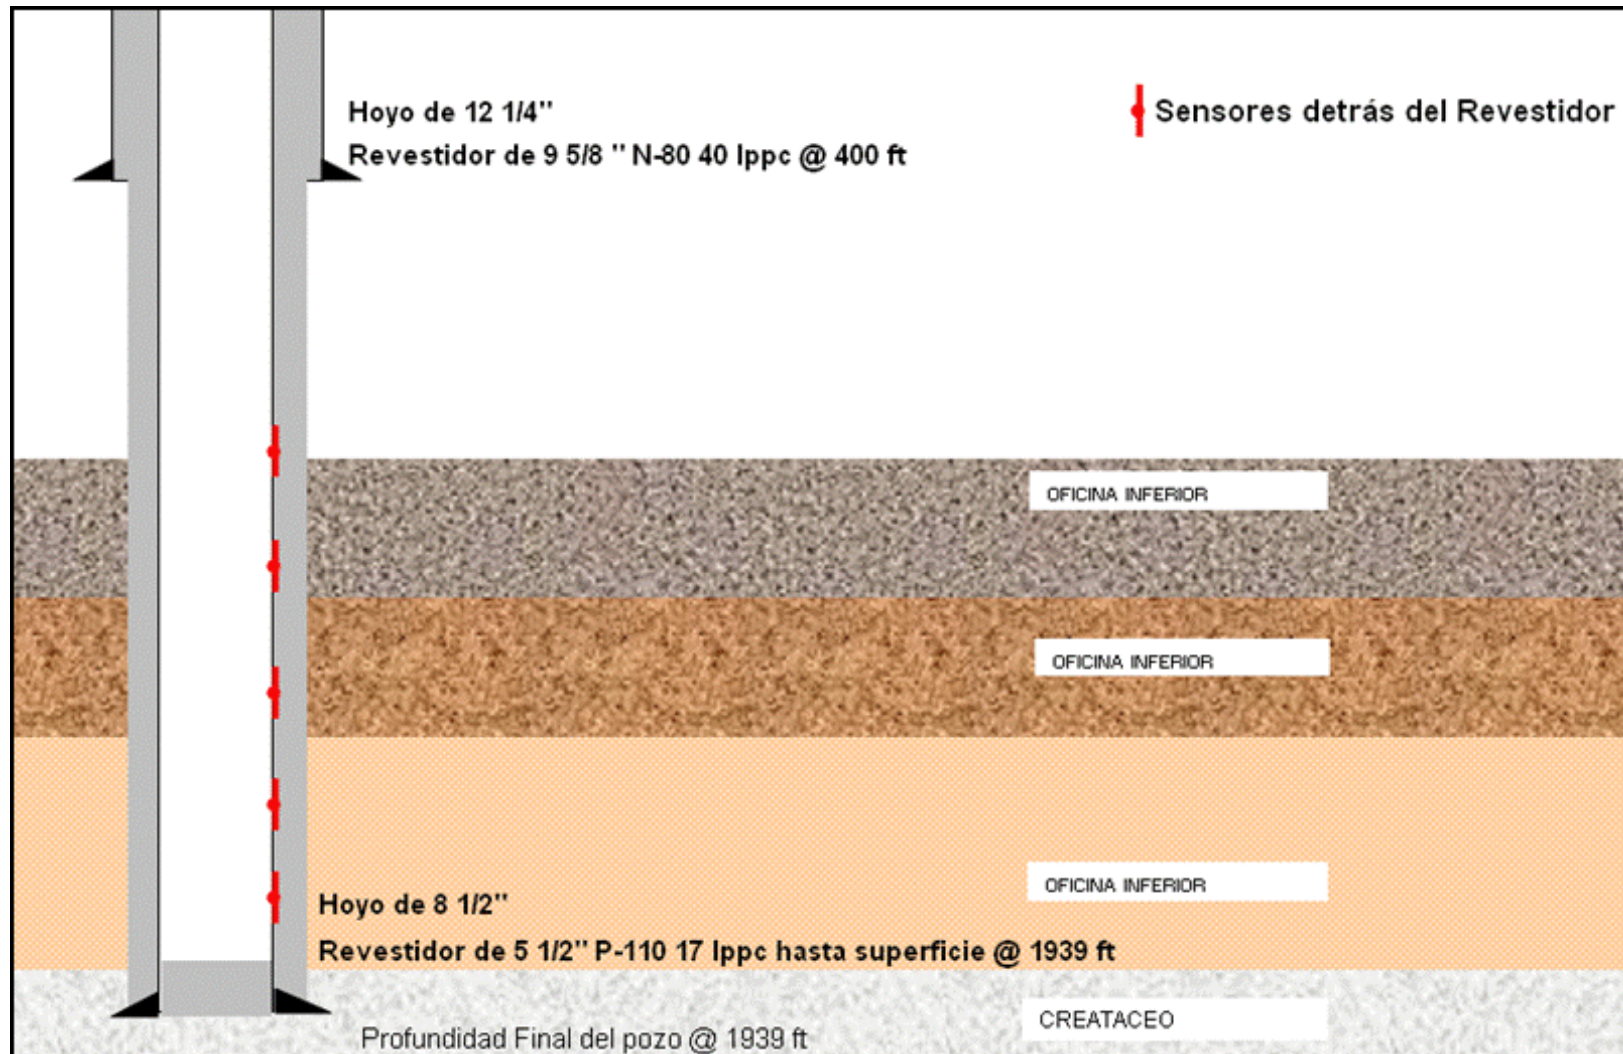 Hoyo de 12 1/4"
Revestidor de 9 5/8 " N-80 40 lppc @ 400 ft
Sensores detrás del Revestidor
OFICINA INFERIOR
OFICINA INFERIOR
OFICINA INFERIOR
Hoyo de 8 1/2"
Revestidor de 5 1/2" P-110 17 lppc hasta superficie @ 1939 ft
CREATACEO
Profundidad Final del pozo @ 1939 ft